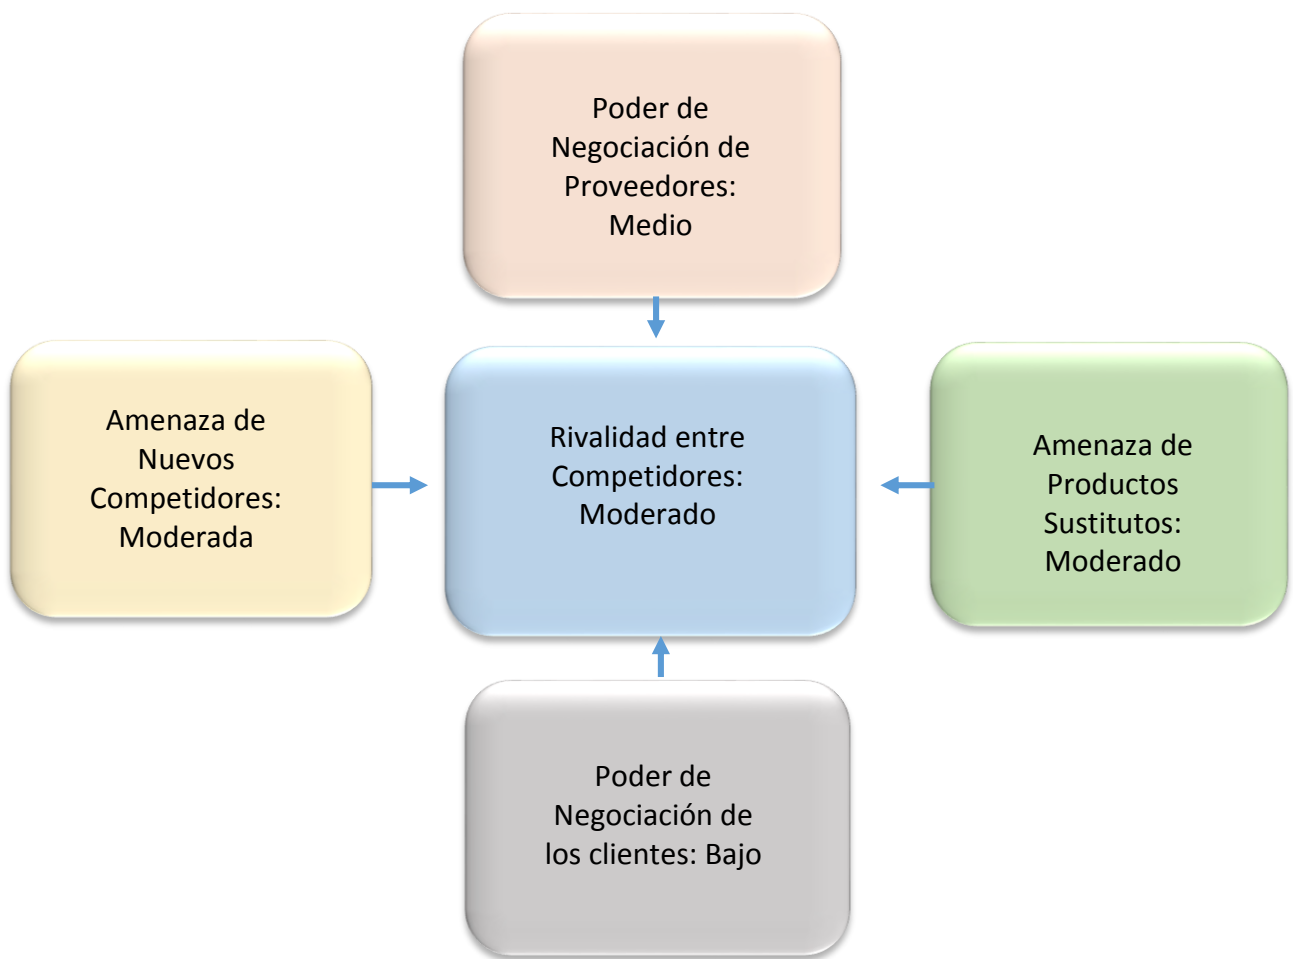 Poder de
Negociación de
Proveedores:
Medio
Amenaza de
Nuevos
Competidores:
Moderada
Rivalidad entre
Competidores:
Moderado
Amenaza de
Productos
Sustitutos:
Moderado
Poder de
Negociación de
los clientes: Bajo